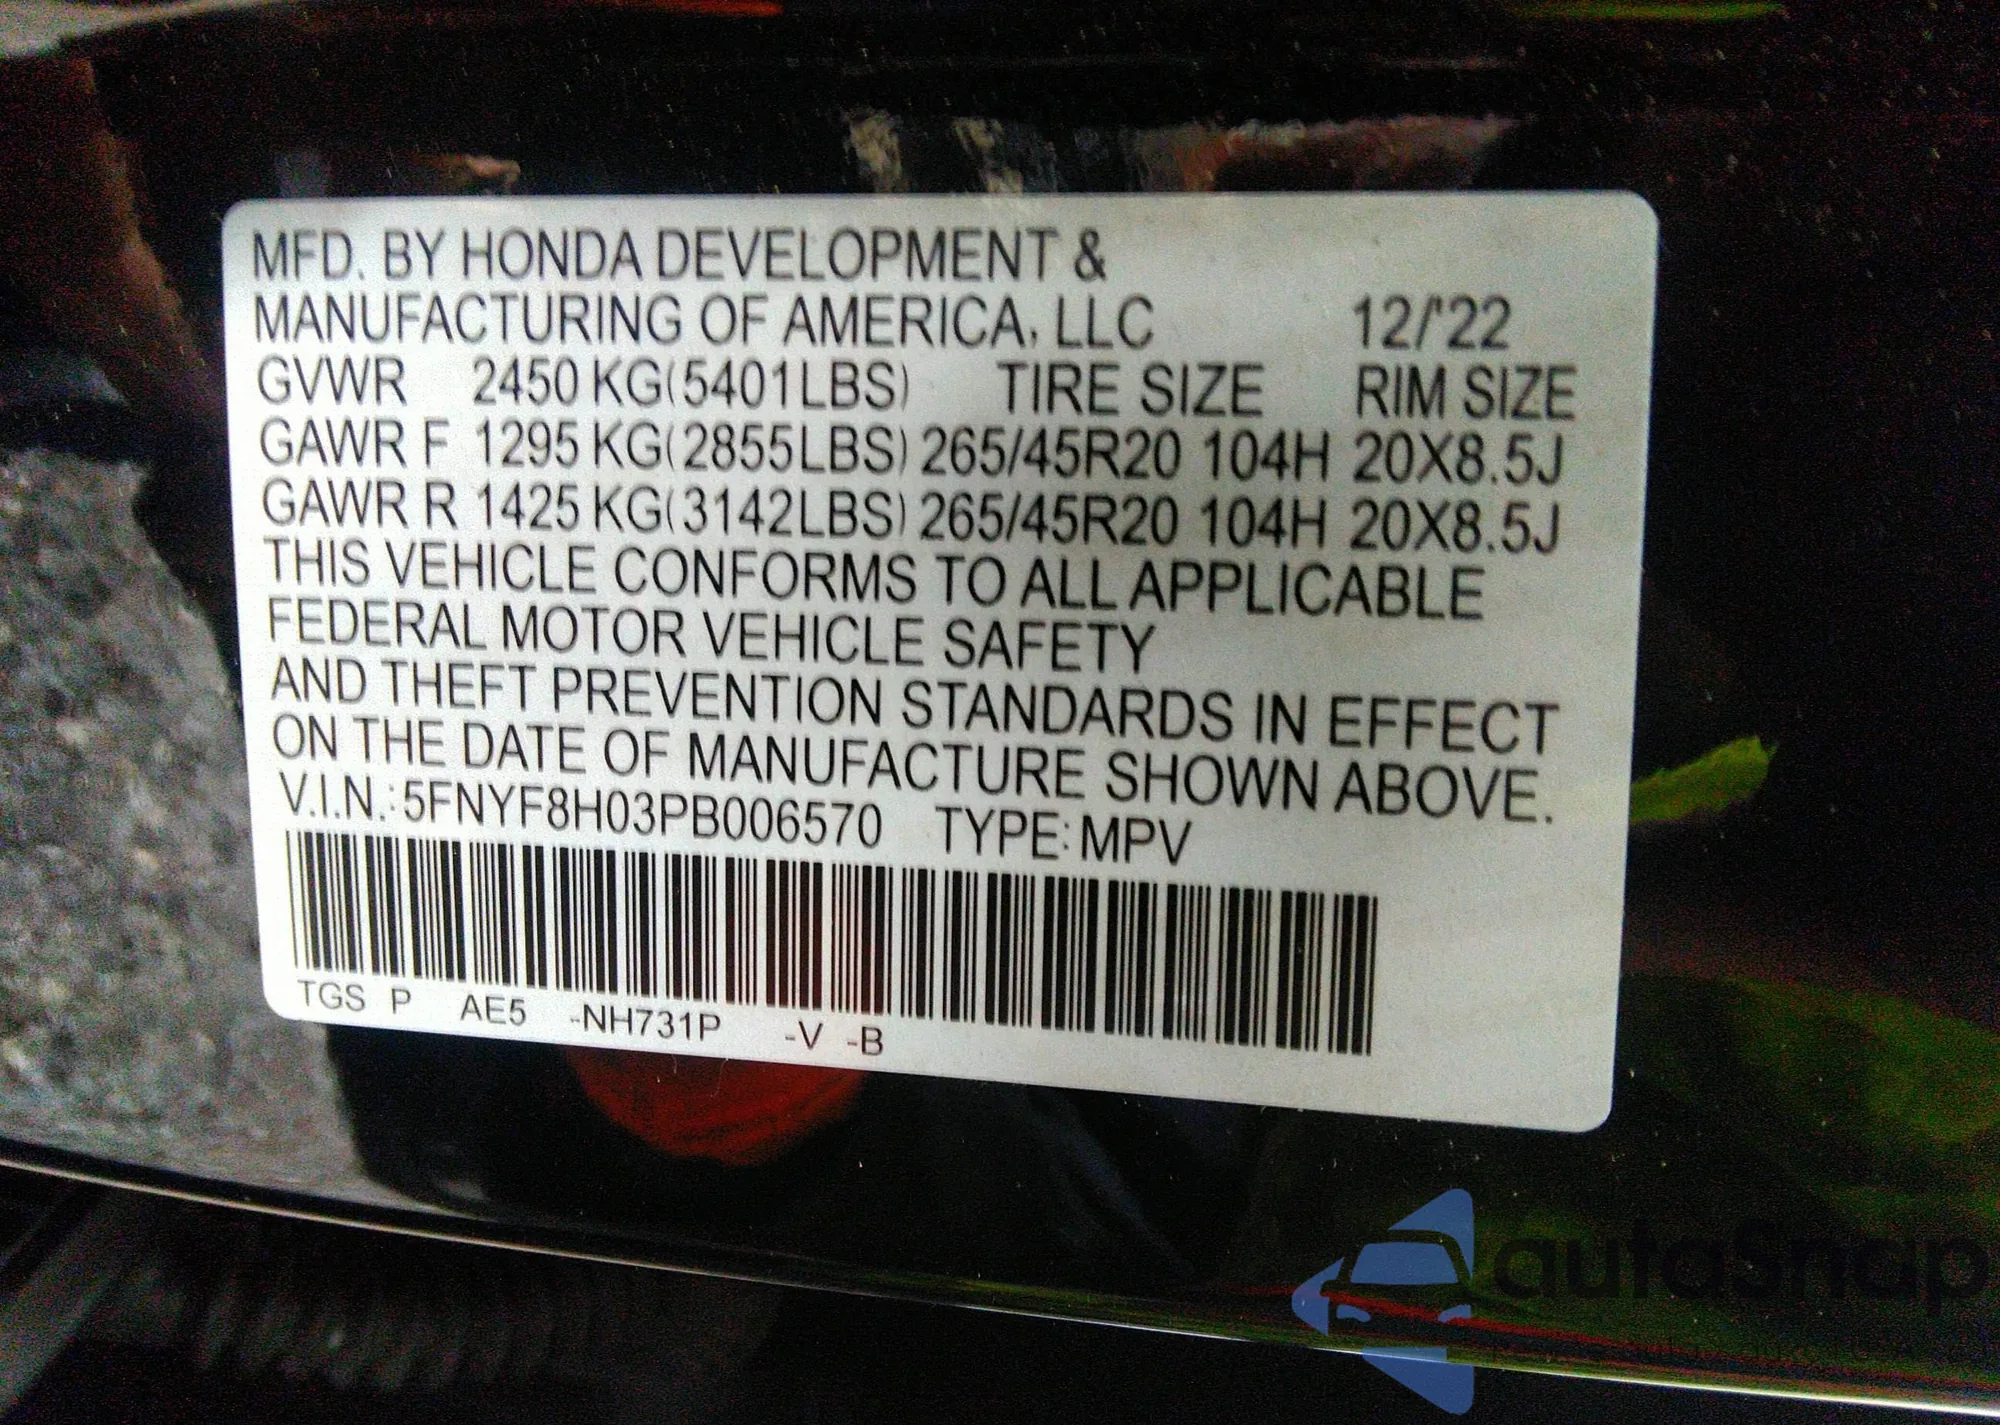 MFD. BY HONDA DEVELOPMENT &
MANUFACTURING OF AMERICA, LLC 12/'22
GVWR 2450 KG(5401LBS) TIRE SIZE RIM SIZE
GAWR F 1295 KG(2855LBS) 265/45R20 104H 20X8.5J
GAWR R 1425 KG(3142LBS) 265/45R20 104H 20X8.5J
THIS VEHICLE CONFORMS TO ALL APPLICABLE
FEDERAL MOTOR VEHICLE SAFETY
AND THEFT PREVENTION STANDARDS IN EFFECT
ON THE DATE OF MANUFACTURE SHOWN ABOVE.
V.I.N.:5FNYF8H03PB006570 TYPE:MPV
TGS P AE5 -NH731P -V -B
autaSnap